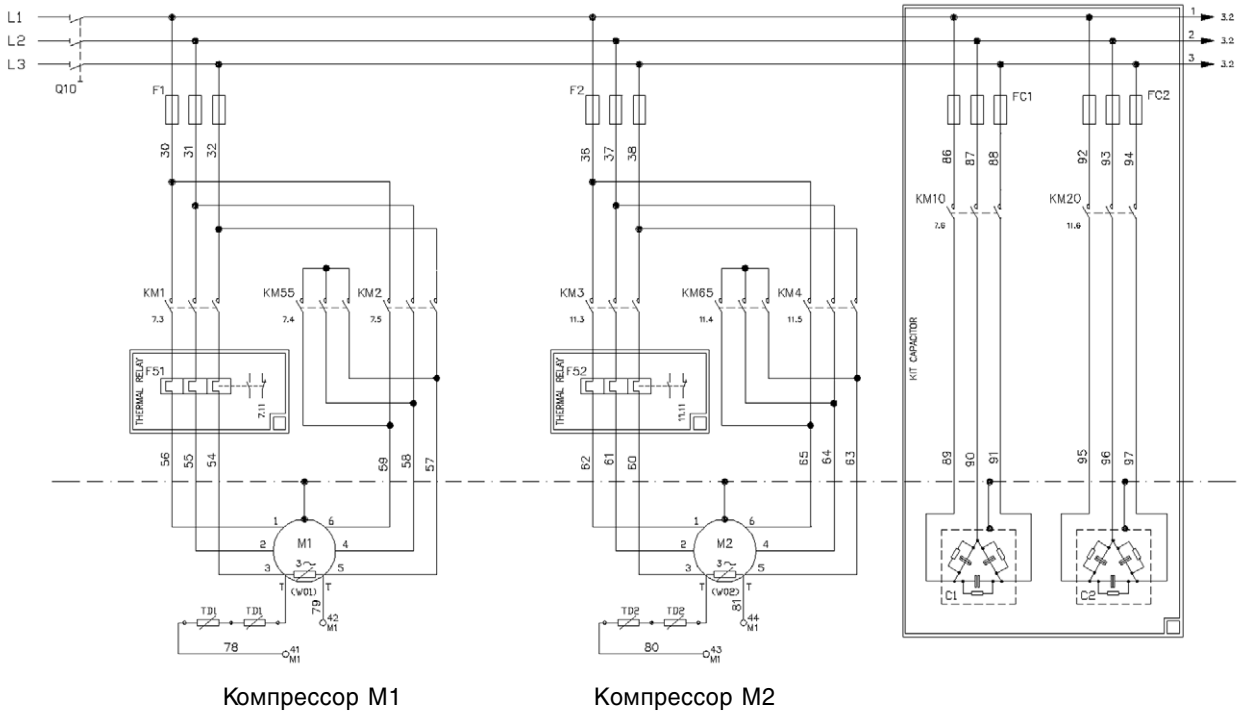 L1
L2
L3
Q10
1 3.2
2 3.2
3 3.2
F1
F2
FC1
FC2
30 31 32
36 37 38
86 87 88
92 93 94
KM10
7.6
KM20
11.6
KM1
7.3
KM55
7.4
KM2
7.5
KM3
11.3
KM65
11.4
KM4
11.5
KIT CAPACITOR
THERMAL RELAY
F51
7.11
THERMAL RELAY
F52
11.11
56 55 54
59 58 57
62 61 60
65 64 63
89 90 91
95 96 97
1 6
2 M1 4
3 3~ 5
T (W01) T
1 6
2 M2 4
3 3~ 5
T (W02) T
C1
C2
TD1 TD1
79
42
M1
78
41
M1
TD2 TD2
81
44
M1
80
43
M1
Компрессор M1
Компрессор M2